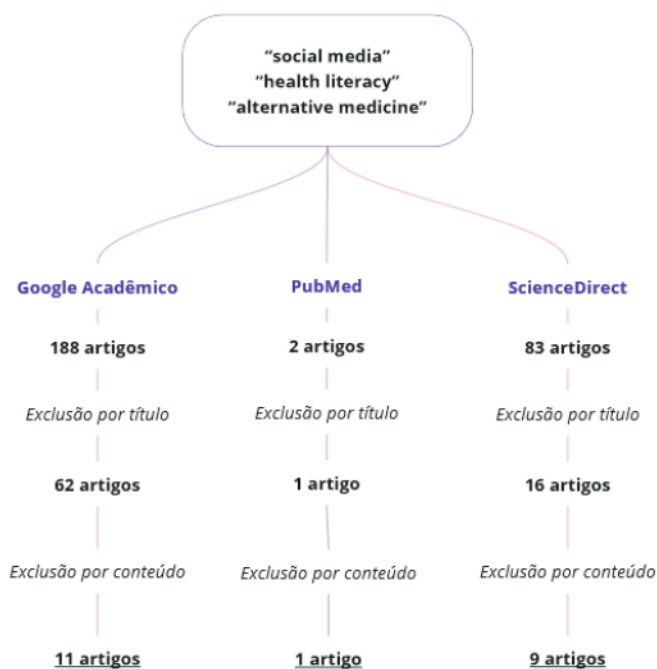 “social media”
“health literacy”
“alternative medicine”
Google Acadêmico PubMed ScienceDirect
188 artigos 2 artigos 83 artigos
Exclusão por título Exclusão por título Exclusão por título
62 artigos 1 artigo 16 artigos
Exclusão por conteúdo Exclusão por conteúdo Exclusão por conteúdo
11 artigos 1 artigo 9 artigos